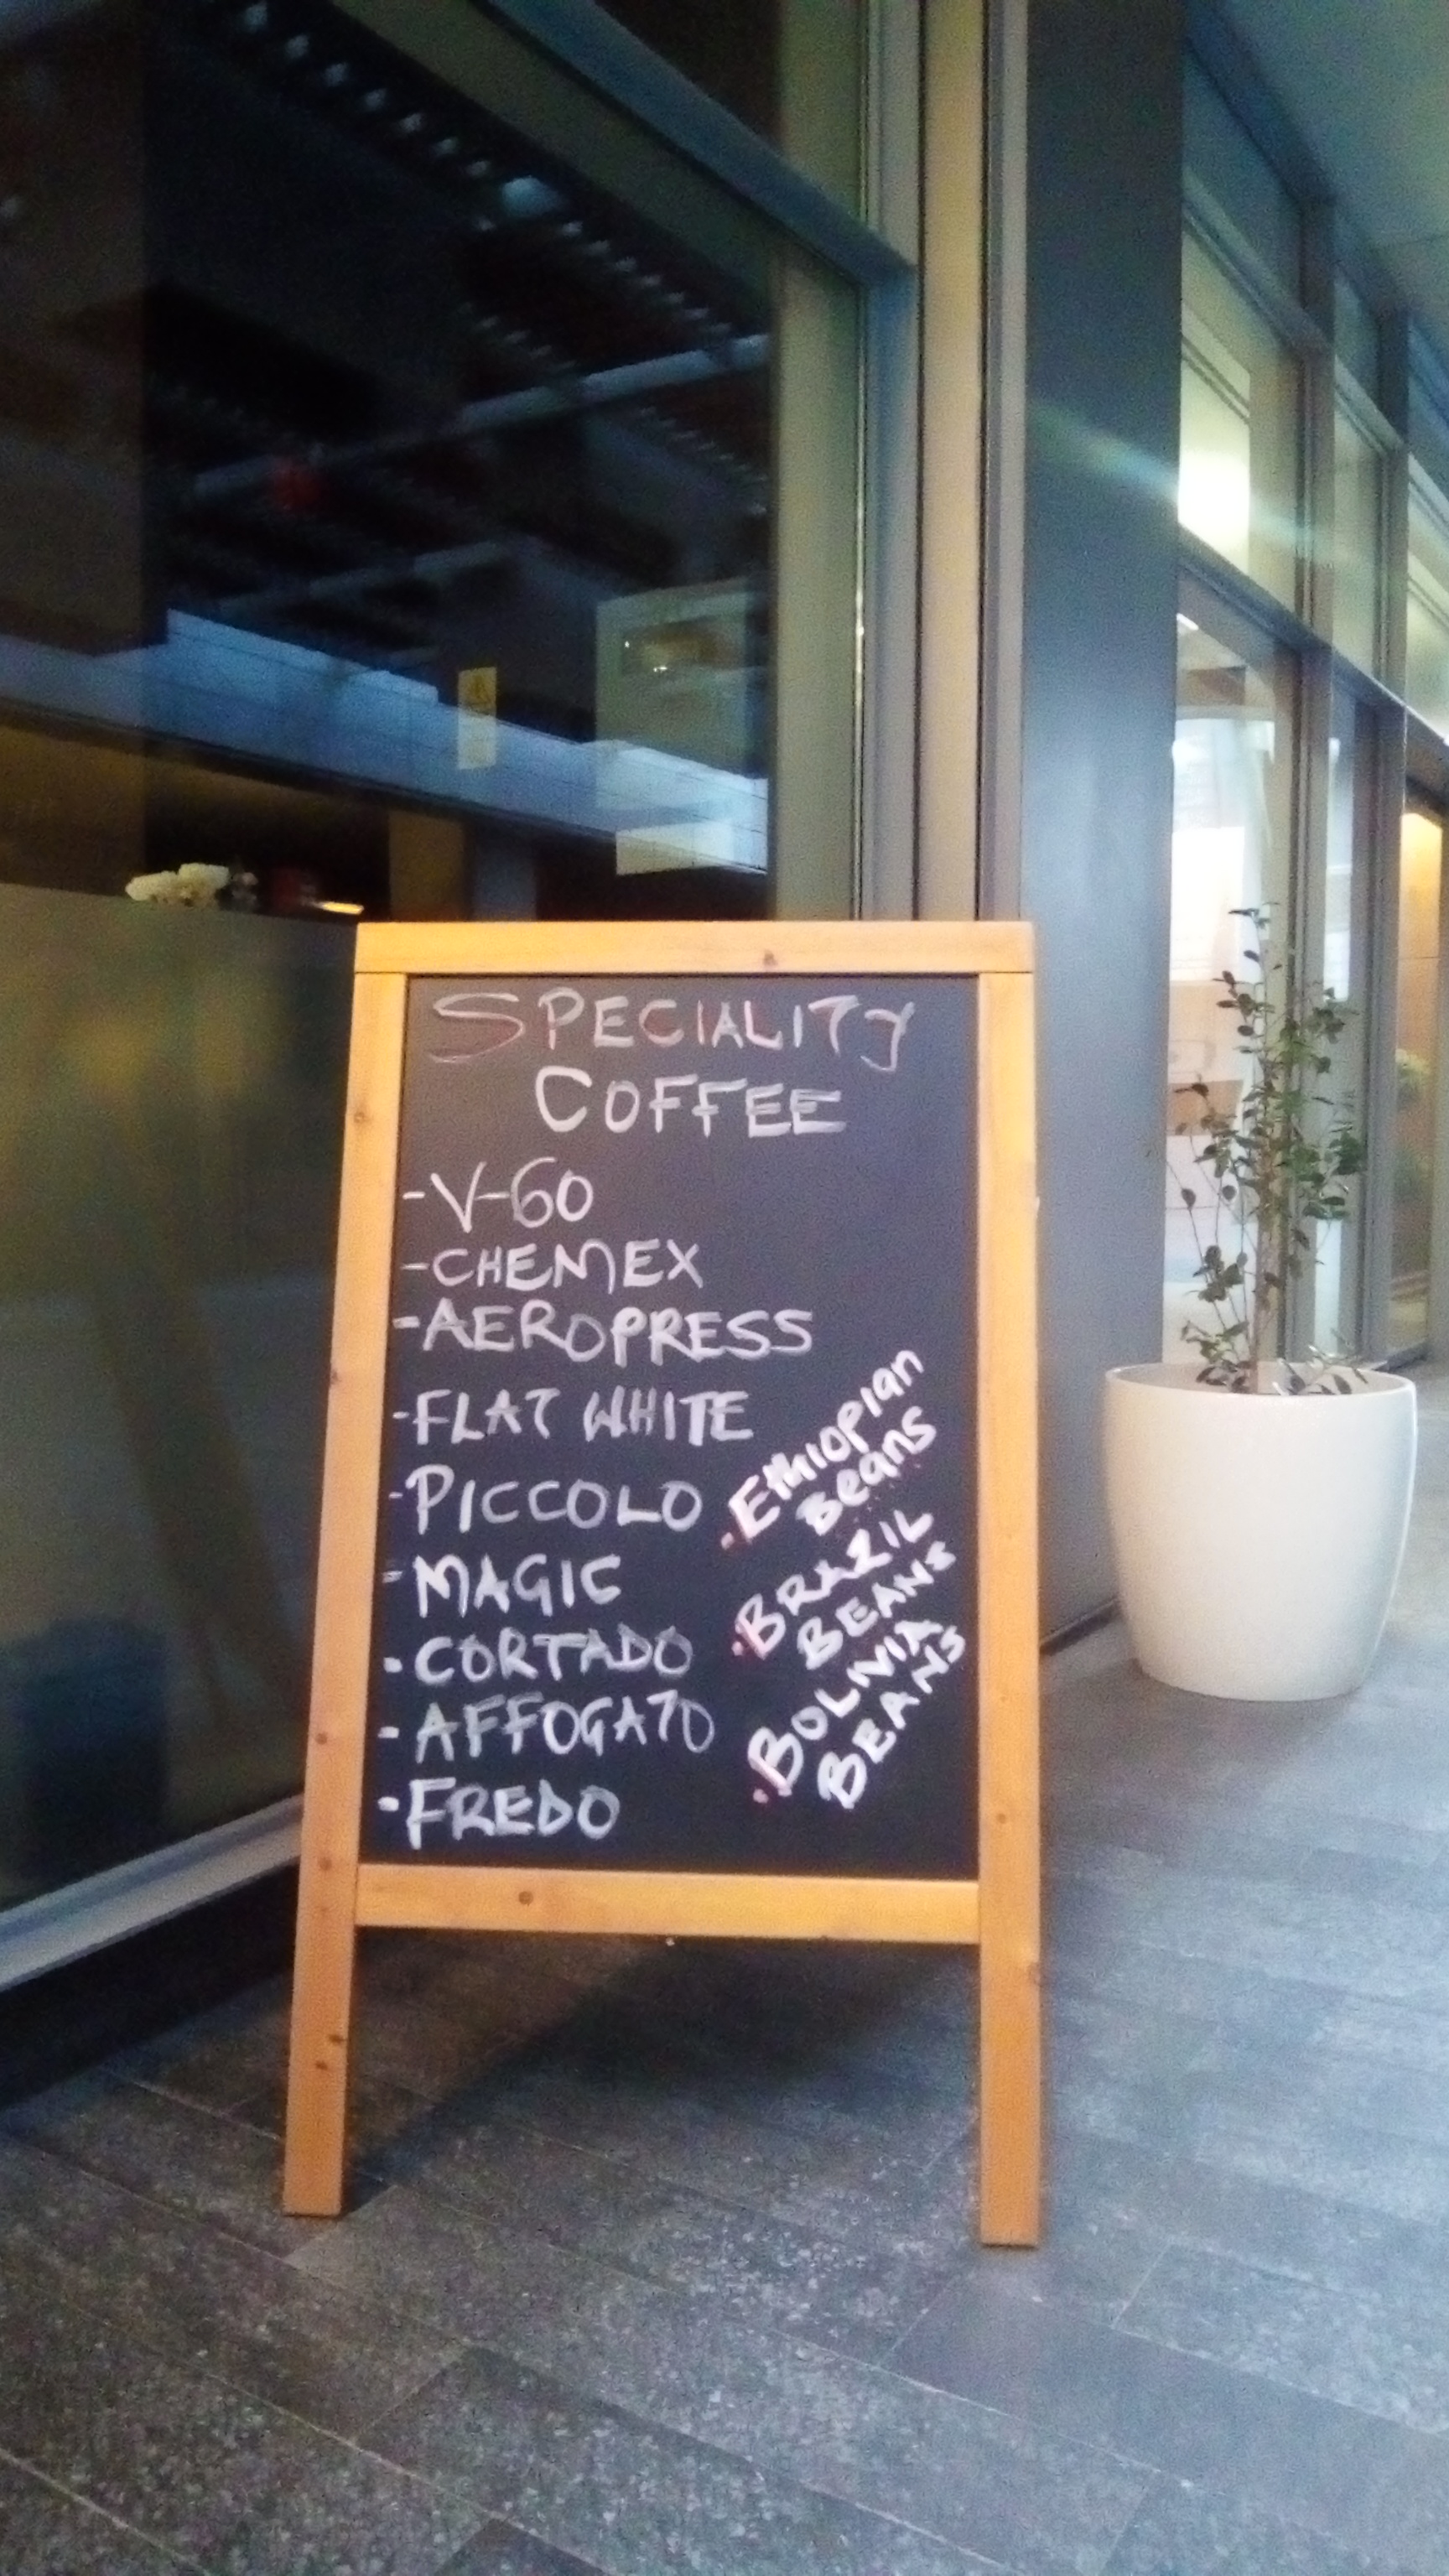 SPECIALITY
COFFEE
-V-60
-CHEMEX
-AEROPRESS
-FLAT WHITE
-PICCOLO
-MAGIC
-CORTADO
-AFFOGATO
-FREDO
.Ethiopian
Beans
.BRAZIL
BEANS
.BOLIVIA
BEANS